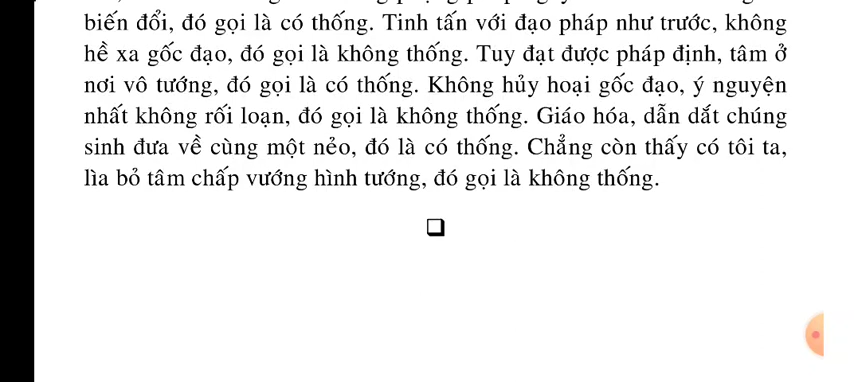 biến đổi, đó gọi là có thống. Tinh tấn với đạo pháp như trước, không
hề xa gốc đạo, đó gọi là không thống. Tuy đạt được pháp định, tâm ở
nơi vô tướng, đó gọi là có thống. Không hủy hoại gốc đạo, ý nguyện
nhất không rối loạn, đó gọi là không thống. Giáo hóa, dẫn dắt chúng
sinh đưa về cùng một nẻo, đó là có thống. Chẳng còn thấy có tôi ta,
lìa bỏ tâm chấp vướng hình tướng, đó gọi là không thống.